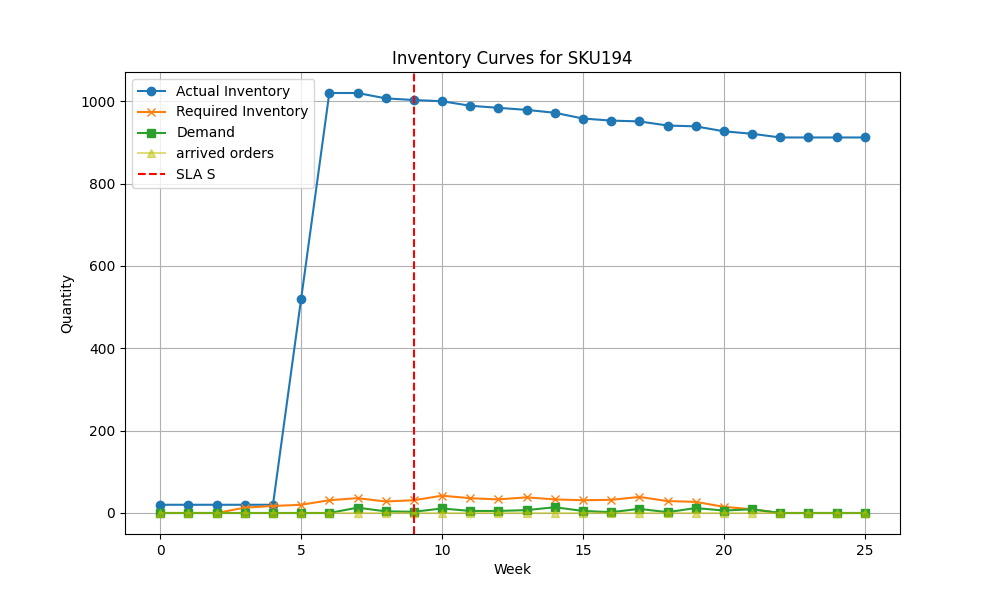 Inventory Curves for SKU194
Actual Inventory
Required Inventory
Demand
arrived orders
SLA S
Quantity
1000
800
600
400
200
0
0 5 10 15 20 25
Week